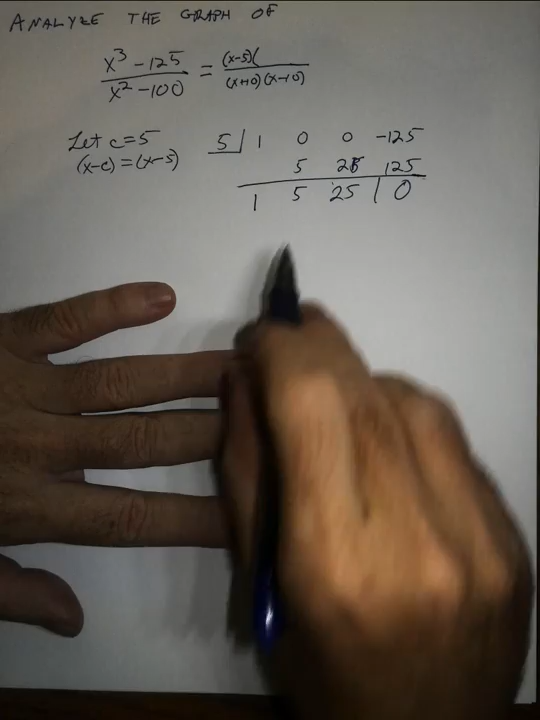 ANALYZE THE GRAPH OF
x³ -125 / x² -100 = (x-5)( / (x+10)(x-10)
Let c=5
(x-c) = (x-5)
5 | 1 0 0 -125
5 25 125
1 5 25 | 0